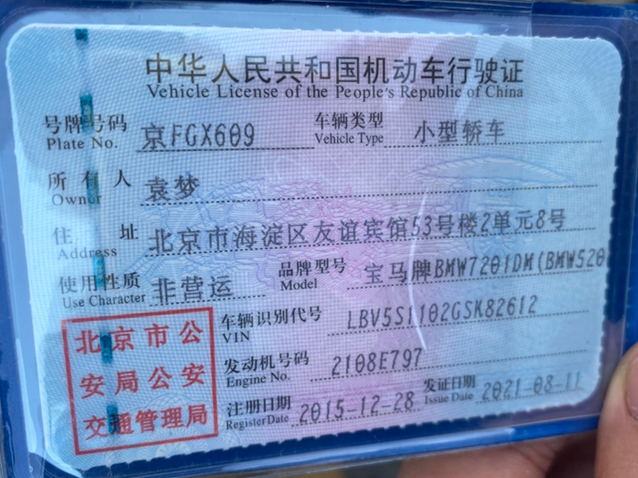 中华人民共和国机动车行驶证
Vehicle License of the People's Republic of China
号牌号码 京FGX609 车辆类型 小型轿车
Plate No. Vehicle Type
所有人 袁梦
Owner
住址 北京市海淀区友谊宾馆53号楼2单元8号
Address
使用性质 非营运 品牌型号 宝马牌BMW7201DM(BMW520
Use Character Model
北京市公
安局公安
交通管理局
车辆识别代号 LBV5S1102GSK82612
VIN
发动机号码 2108E797
Engine No.
注册日期 2015-12-28 发证日期 2021-08-11
Register Date Issue Date